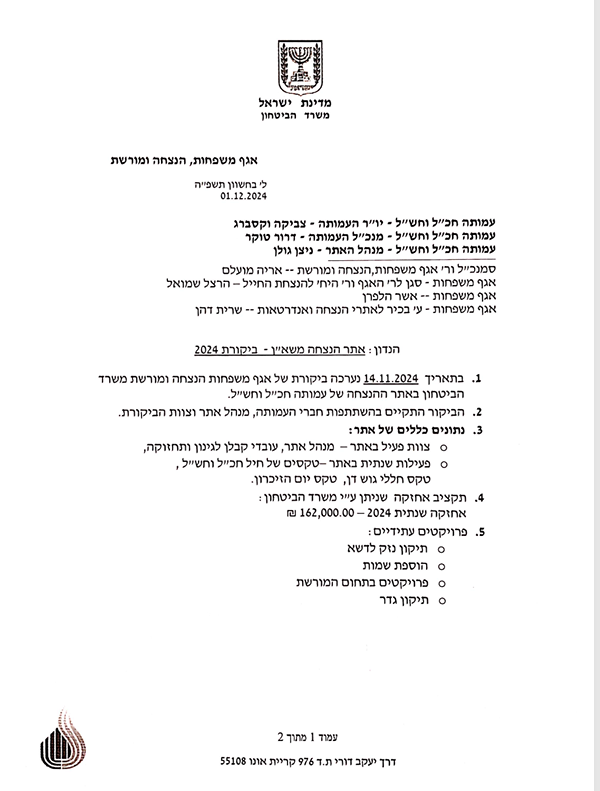 מדינת ישראל
משרד הביטחון
אגף משפחות, הנצחה ומורשת
ל' בחשוון תשפ"ה
01.12.2024
עמותה חכ"ל וחש"ל - יו"ר העמותה - צביקה וקסברג
עמותה חכ"ל וחש"ל - מנכ"ל העמותה - דרור טוקר
עמותה חכ"ל וחש"ל - מנהל האתר - ניצן גולן
סמנכ"ל ור' אגף משפחות,הנצחה ומורשת -- אריה מועלם
אגף משפחות - סגן לר' האגף ור' היח' להנצחת החייל – הרצל שמואל
אגף משפחות -- אשר הלפרן
אגף משפחות - ע' בכיר לאתרי הנצחה ואנדרטאות -- שרית דהן
הנדון : אתר הנצחה משא"ן - ביקורת 2024
1. בתאריך 14.11.2024 נערכה ביקורת של אגף משפחות הנצחה ומורשת משרד
הביטחון באתר ההנצחה של עמותה חכ"ל וחש"ל.
2. הביקור התקיים בהשתתפות חברי העמותה, מנהל אתר וצוות הביקורת.
3. נתונים כללים של אתר:
o צוות פעיל באתר – מנהל אתר, עובדי קבלן לגינון ותחזוקה,
o פעילות שנתית באתר –טקסים של חיל חכ"ל וחש"ל ,
טקס חללי גוש דן, טקס יום הזיכרון.
4. תקציב אחזקה שניתן ע"י משרד הביטחון :
אחזקה שנתית 2024 – 162,000.00 ₪
5. פרויקטים עתידיים:
o תיקון נזק לדשא
o הוספת שמות
o פרויקטים בתחום המורשת
o תיקון גדר
עמוד 1 מתוך 2
דרך יעקב דורי ת.ד 976 קריית אונו 55108